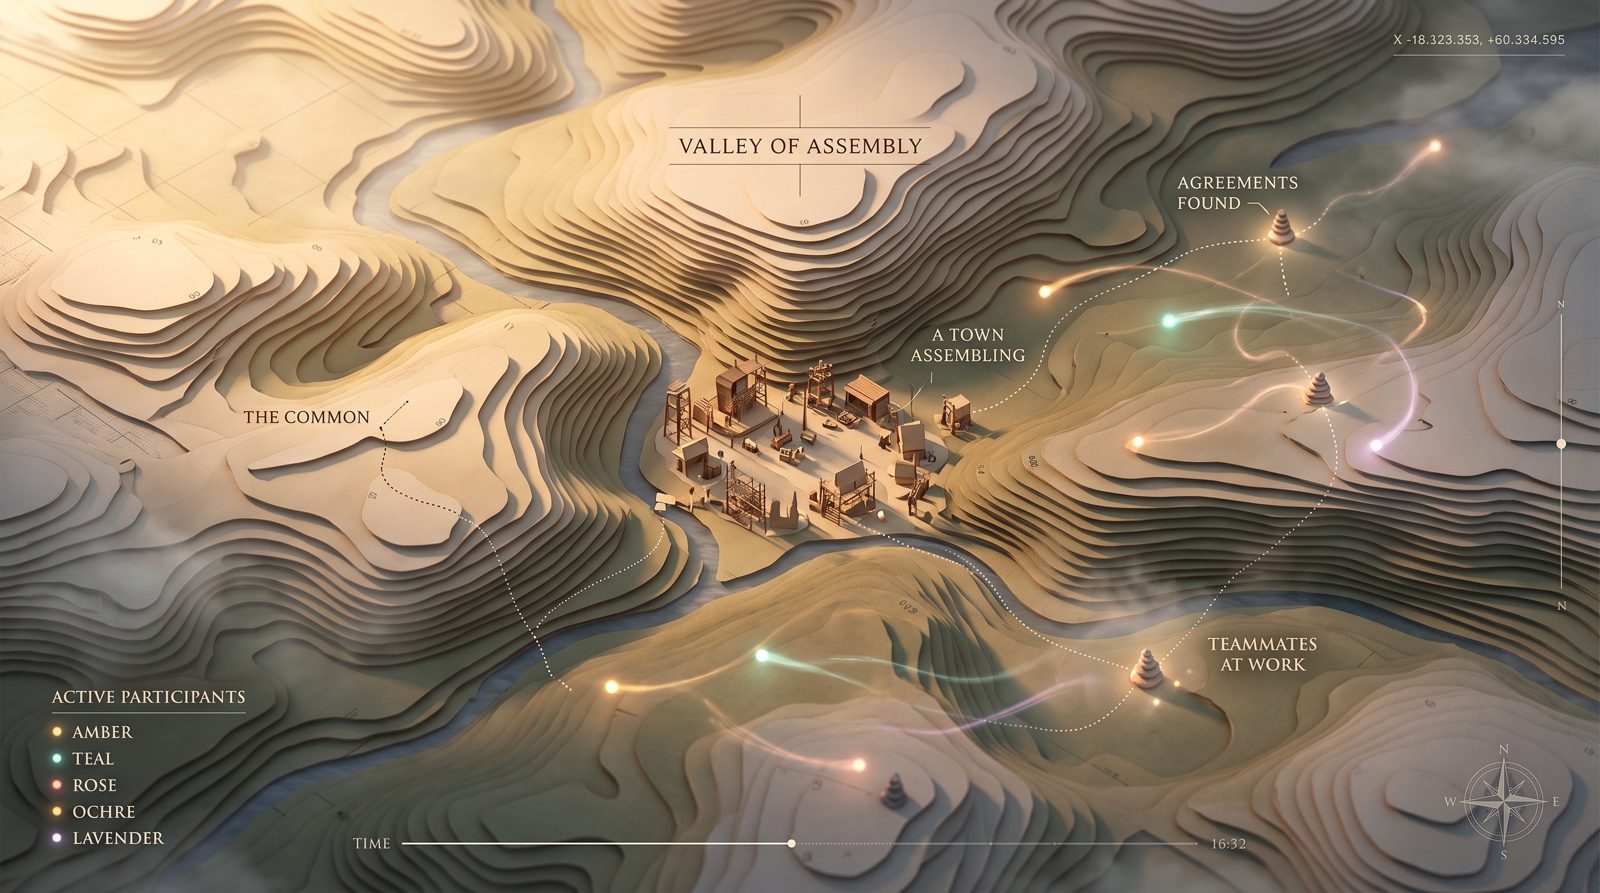 X -18.323.353, +60.334.595
VALLEY OF ASSEMBLY
AGREEMENTS
FOUND
A TOWN
ASSEMBLING
THE COMMON
N
N
TEAMMATES
AT WORK
ACTIVE PARTICIPANTS
AMBER
TEAL
ROSE
OCHRE
LAVENDER
TIME
16:32
N
W
E
S